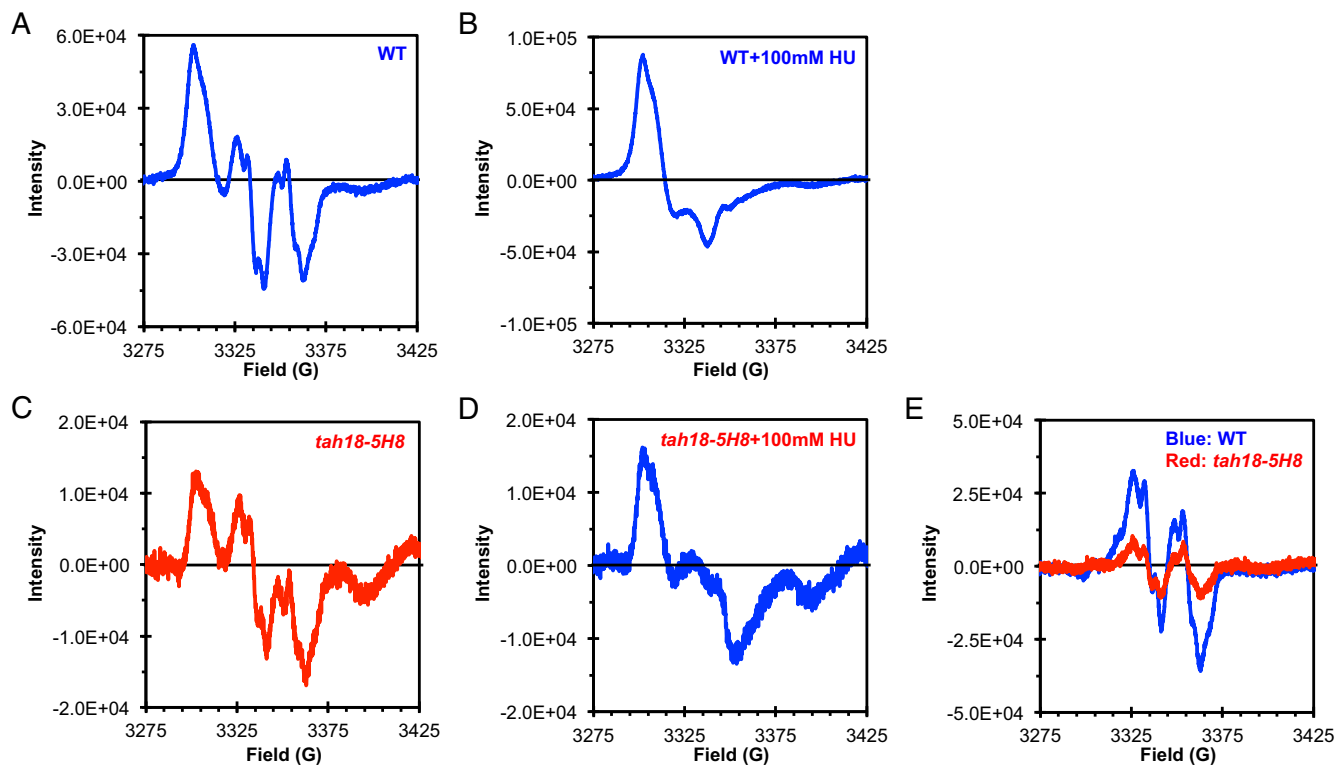 A
WT
6.0E+04
3.0E+04
0.0E+00
-3.0E+04
-6.0E+04
Intensity
3275
3325
3375
3425
Field (G)
B
WT+100mM HU
1.0E+05
5.0E+04
0.0E+00
-5.0E+04
-1.0E+05
Intensity
3275
3325
3375
3425
Field (G)
C
tah18-5H8
2.0E+04
1.0E+04
0.0E+00
-1.0E+04
-2.0E+04
Intensity
3275
3325
3375
3425
Field (G)
D
tah18-5H8+100mM HU
2.0E+04
1.0E+04
0.0E+00
-1.0E+04
-2.0E+04
Intensity
3275
3325
3375
3425
Field (G)
E
Blue: WT
Red: tah18-5H8
5.0E+04
2.5E+04
0.0E+00
-2.5E+04
-5.0E+04
Intensity
3275
3325
3375
3425
Field (G)